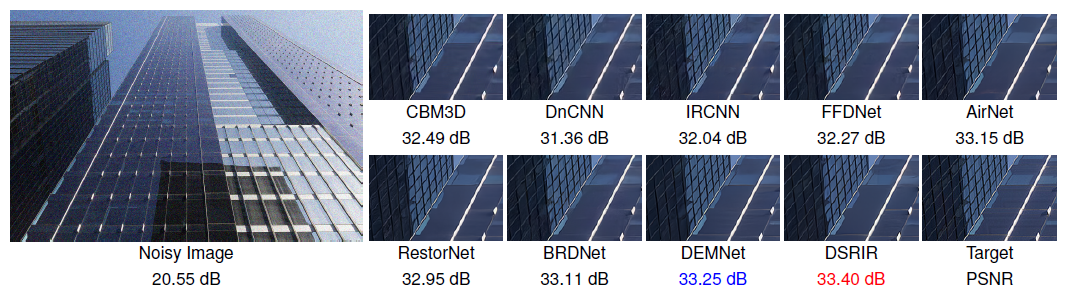 CBM3D DnCNN IRCNN FFDNet AirNet
32.49 dB 31.36 dB 32.04 dB 32.27 dB 33.15 dB
Noisy Image RestorNet BRDNet DEMNet DSRIR Target
20.55 dB 32.95 dB 33.11 dB 33.25 dB 33.40 dB PSNR